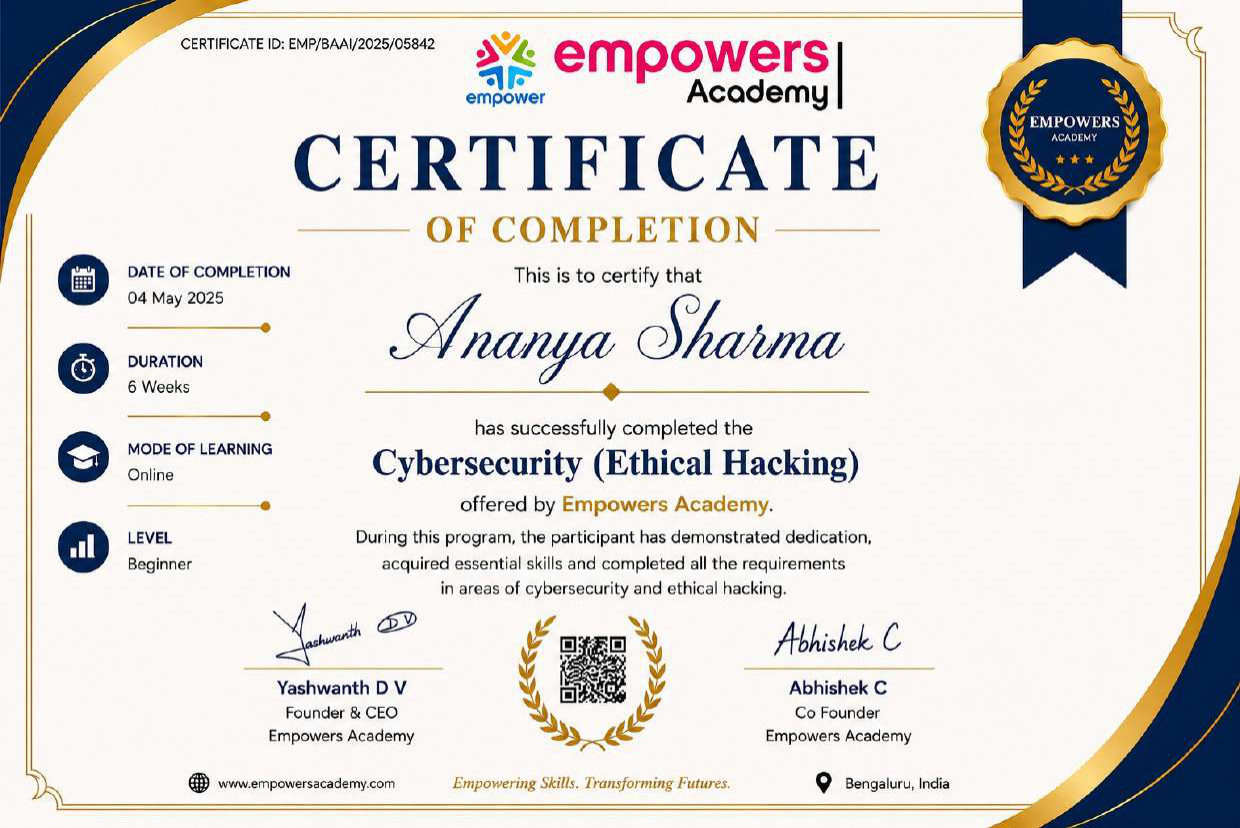 CERTIFICATE ID: EMP/BAAI/2025/05842
empower
empowers
Academy
EMPOWERS
ACADEMY
CERTIFICATE
OF COMPLETION
This is to certify that
Ananya Sharma
has successfully completed the
Cybersecurity (Ethical Hacking)
offered by Empowers Academy.
During this program, the participant has demonstrated dedication,
acquired essential skills and completed all the requirements
in areas of cybersecurity and ethical hacking.
DATE OF COMPLETION
04 May 2025
DURATION
6 Weeks
MODE OF LEARNING
Online
LEVEL
Beginner
Yashwanth D V
Yashwanth D V
Founder & CEO
Empowers Academy
Abhishek C
Abhishek C
Co Founder
Empowers Academy
www.empowersacademy.com
Empowering Skills. Transforming Futures.
Bengaluru, India